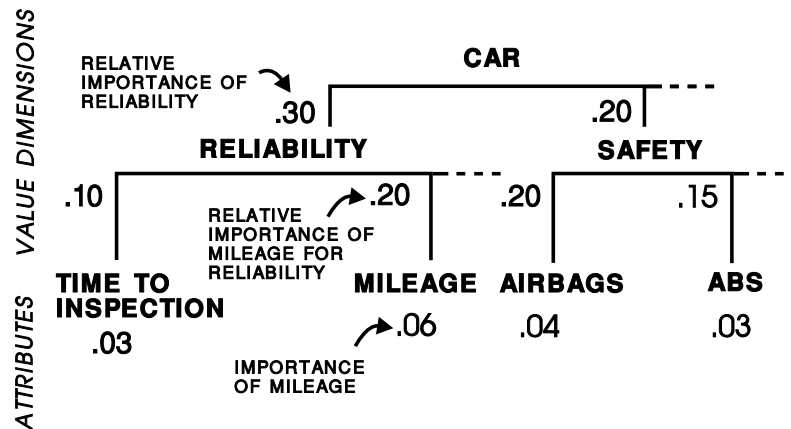 CAR
RELATIVE
IMPORTANCE OF
RELIABILITY
.30
.20
RELIABILITY
SAFETY
.10
.20
.20
.15
RELATIVE
IMPORTANCE OF
MILEAGE FOR
RELIABILITY
TIME TO
INSPECTION
MILEAGE
AIRBAGS
ABS
.03
.06
.04
.03
IMPORTANCE
OF MILEAGE
VALUE DIMENSIONS
ATTRIBUTES